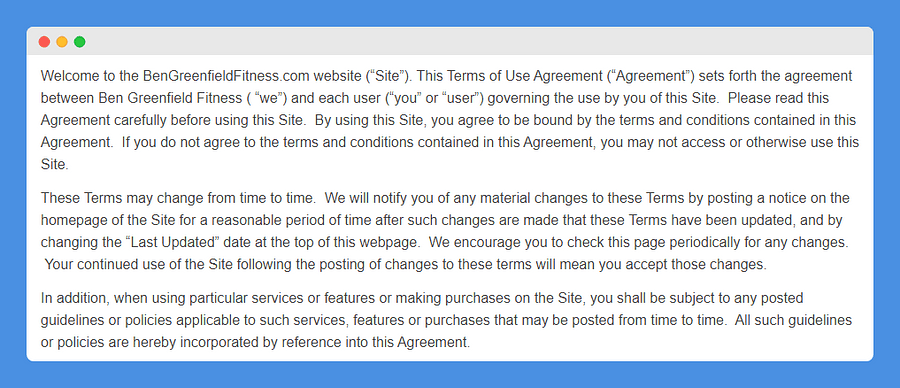 Welcome to the BenGreenfieldFitness.com website (“Site”). This Terms of Use Agreement (“Agreement”) sets forth the agreement
between Ben Greenfield Fitness ( “we”) and each user (“you” or “user”) governing the use by you of this Site.  Please read this
Agreement carefully before using this Site.  By using this Site, you agree to be bound by the terms and conditions contained in this
Agreement.  If you do not agree to the terms and conditions contained in this Agreement, you may not access or otherwise use this
Site.
These Terms may change from time to time.  We will notify you of any material changes to these Terms by posting a notice on the
homepage of the Site for a reasonable period of time after such changes are made that these Terms have been updated, and by
changing the “Last Updated” date at the top of this webpage.  We encourage you to check this page periodically for any changes.
Your continued use of the Site following the posting of changes to these terms will mean you accept those changes.
In addition, when using particular services or features or making purchases on the Site, you shall be subject to any posted
guidelines or policies applicable to such services, features or purchases that may be posted from time to time.  All such guidelines
or policies are hereby incorporated by reference into this Agreement.